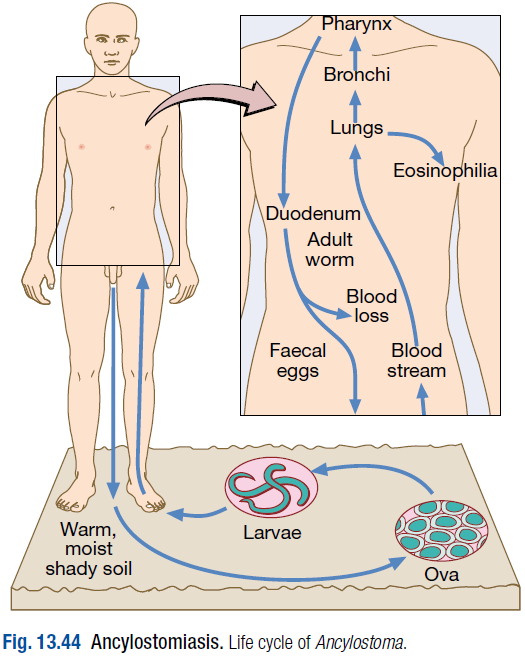 Pharynx
Bronchi
Lungs
Eosinophilia
Duodenum
Adult
worm
Blood
loss
Faecal
eggs
Blood
stream
Warm,
moist
shady soil
Larvae
Ova
Fig. 13.44 Ancylostomiasis. Life cycle of Ancylostoma.